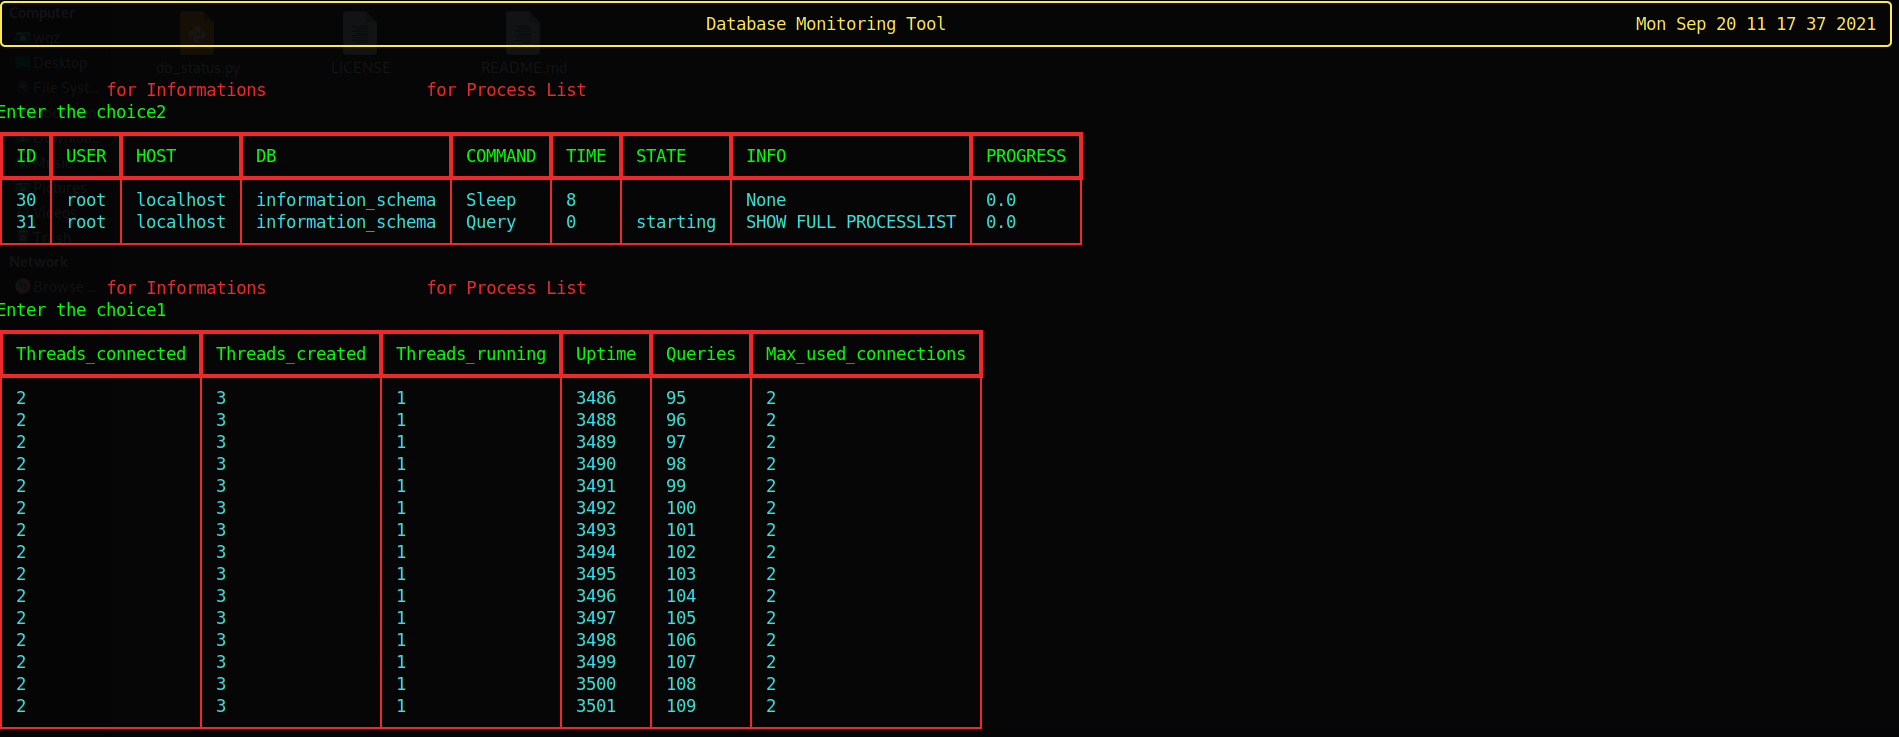 Computer
Database Monitoring Tool Mon Sep 20 11 17 37 2021
wqz
Desktop
db_status.py LICENSE README.md
File Syst...
for Informations for Process List
Enter the choice2
ID USER HOST DB COMMAND TIME STATE INFO PROGRESS
Pictures
30 root localhost information_schema Sleep 8 None 0.0
31 root localhost information_schema Query 0 starting SHOW FULL PROCESSLIST 0.0
Trash
Network
Browse...
for Informations for Process List
Enter the choice1
Threads_connected Threads_created Threads_running Uptime Queries Max_used_connections
2 3 1 3486 95 2
2 3 1 3488 96 2
2 3 1 3489 97 2
2 3 1 3490 98 2
2 3 1 3491 99 2
2 3 1 3492 100 2
2 3 1 3493 101 2
2 3 1 3494 102 2
2 3 1 3495 103 2
2 3 1 3496 104 2
2 3 1 3497 105 2
2 3 1 3498 106 2
2 3 1 3499 107 2
2 3 1 3500 108 2
2 3 1 3501 109 2